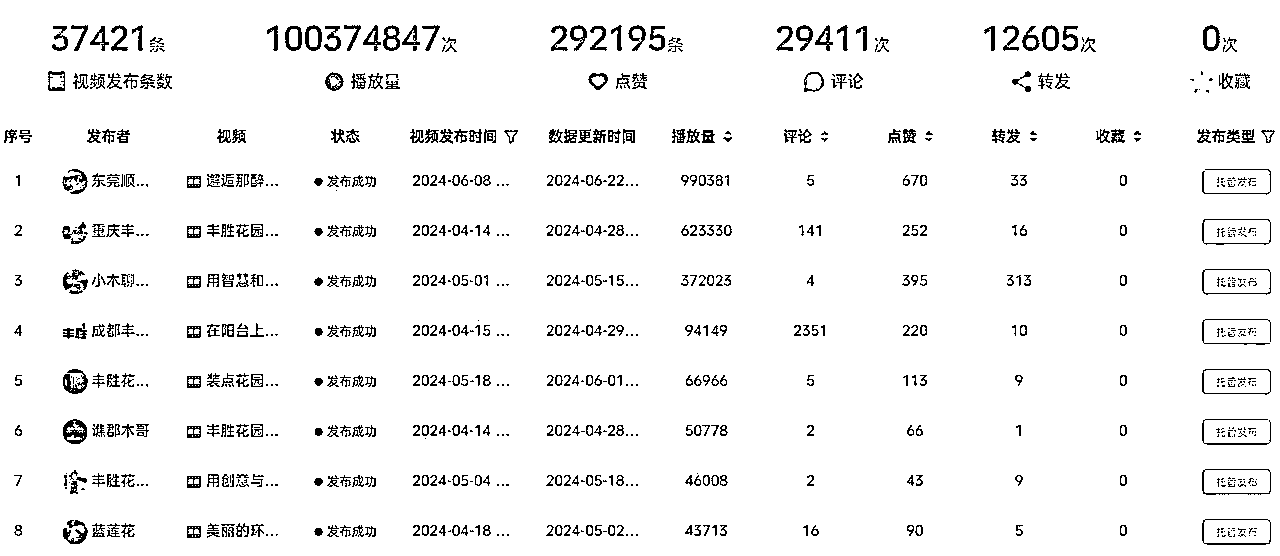 37421条 100374847次 292195条 29411次 12605次 0次
视频发布条数 播放量 点赞 评论 转发 收藏
序号 发布者 视频 状态 视频发布时间 数据更新时间 播放量 评论 点赞 转发 收藏 发布类型
1 东莞顺... 邂逅那醉... 发布成功 2024-06-08 ... 2024-06-22... 990381 5 670 33 0 托管发布
2 重庆丰... 丰胜花园... 发布成功 2024-04-14 ... 2024-04-28... 623330 141 252 16 0 托管发布
3 小木聊... 用智慧和... 发布成功 2024-05-01 ... 2024-05-15... 372023 4 395 313 0 托管发布
4 成都丰... 在阳台上... 发布成功 2024-04-15 ... 2024-04-29... 94149 2351 220 10 0 托管发布
5 丰胜花... 装点花园... 发布成功 2024-05-18 ... 2024-06-01... 66966 5 113 9 0 托管发布
6 谯郡木哥 丰胜花园... 发布成功 2024-04-14 ... 2024-04-28... 50778 2 66 1 0 托管发布
7 丰胜花... 用创意与... 发布成功 2024-05-04 ... 2024-05-18... 46008 2 43 9 0 托管发布
8 蓝莲花 美丽的环... 发布成功 2024-04-18 ... 2024-05-02... 43713 16 90 5 0 托管发布